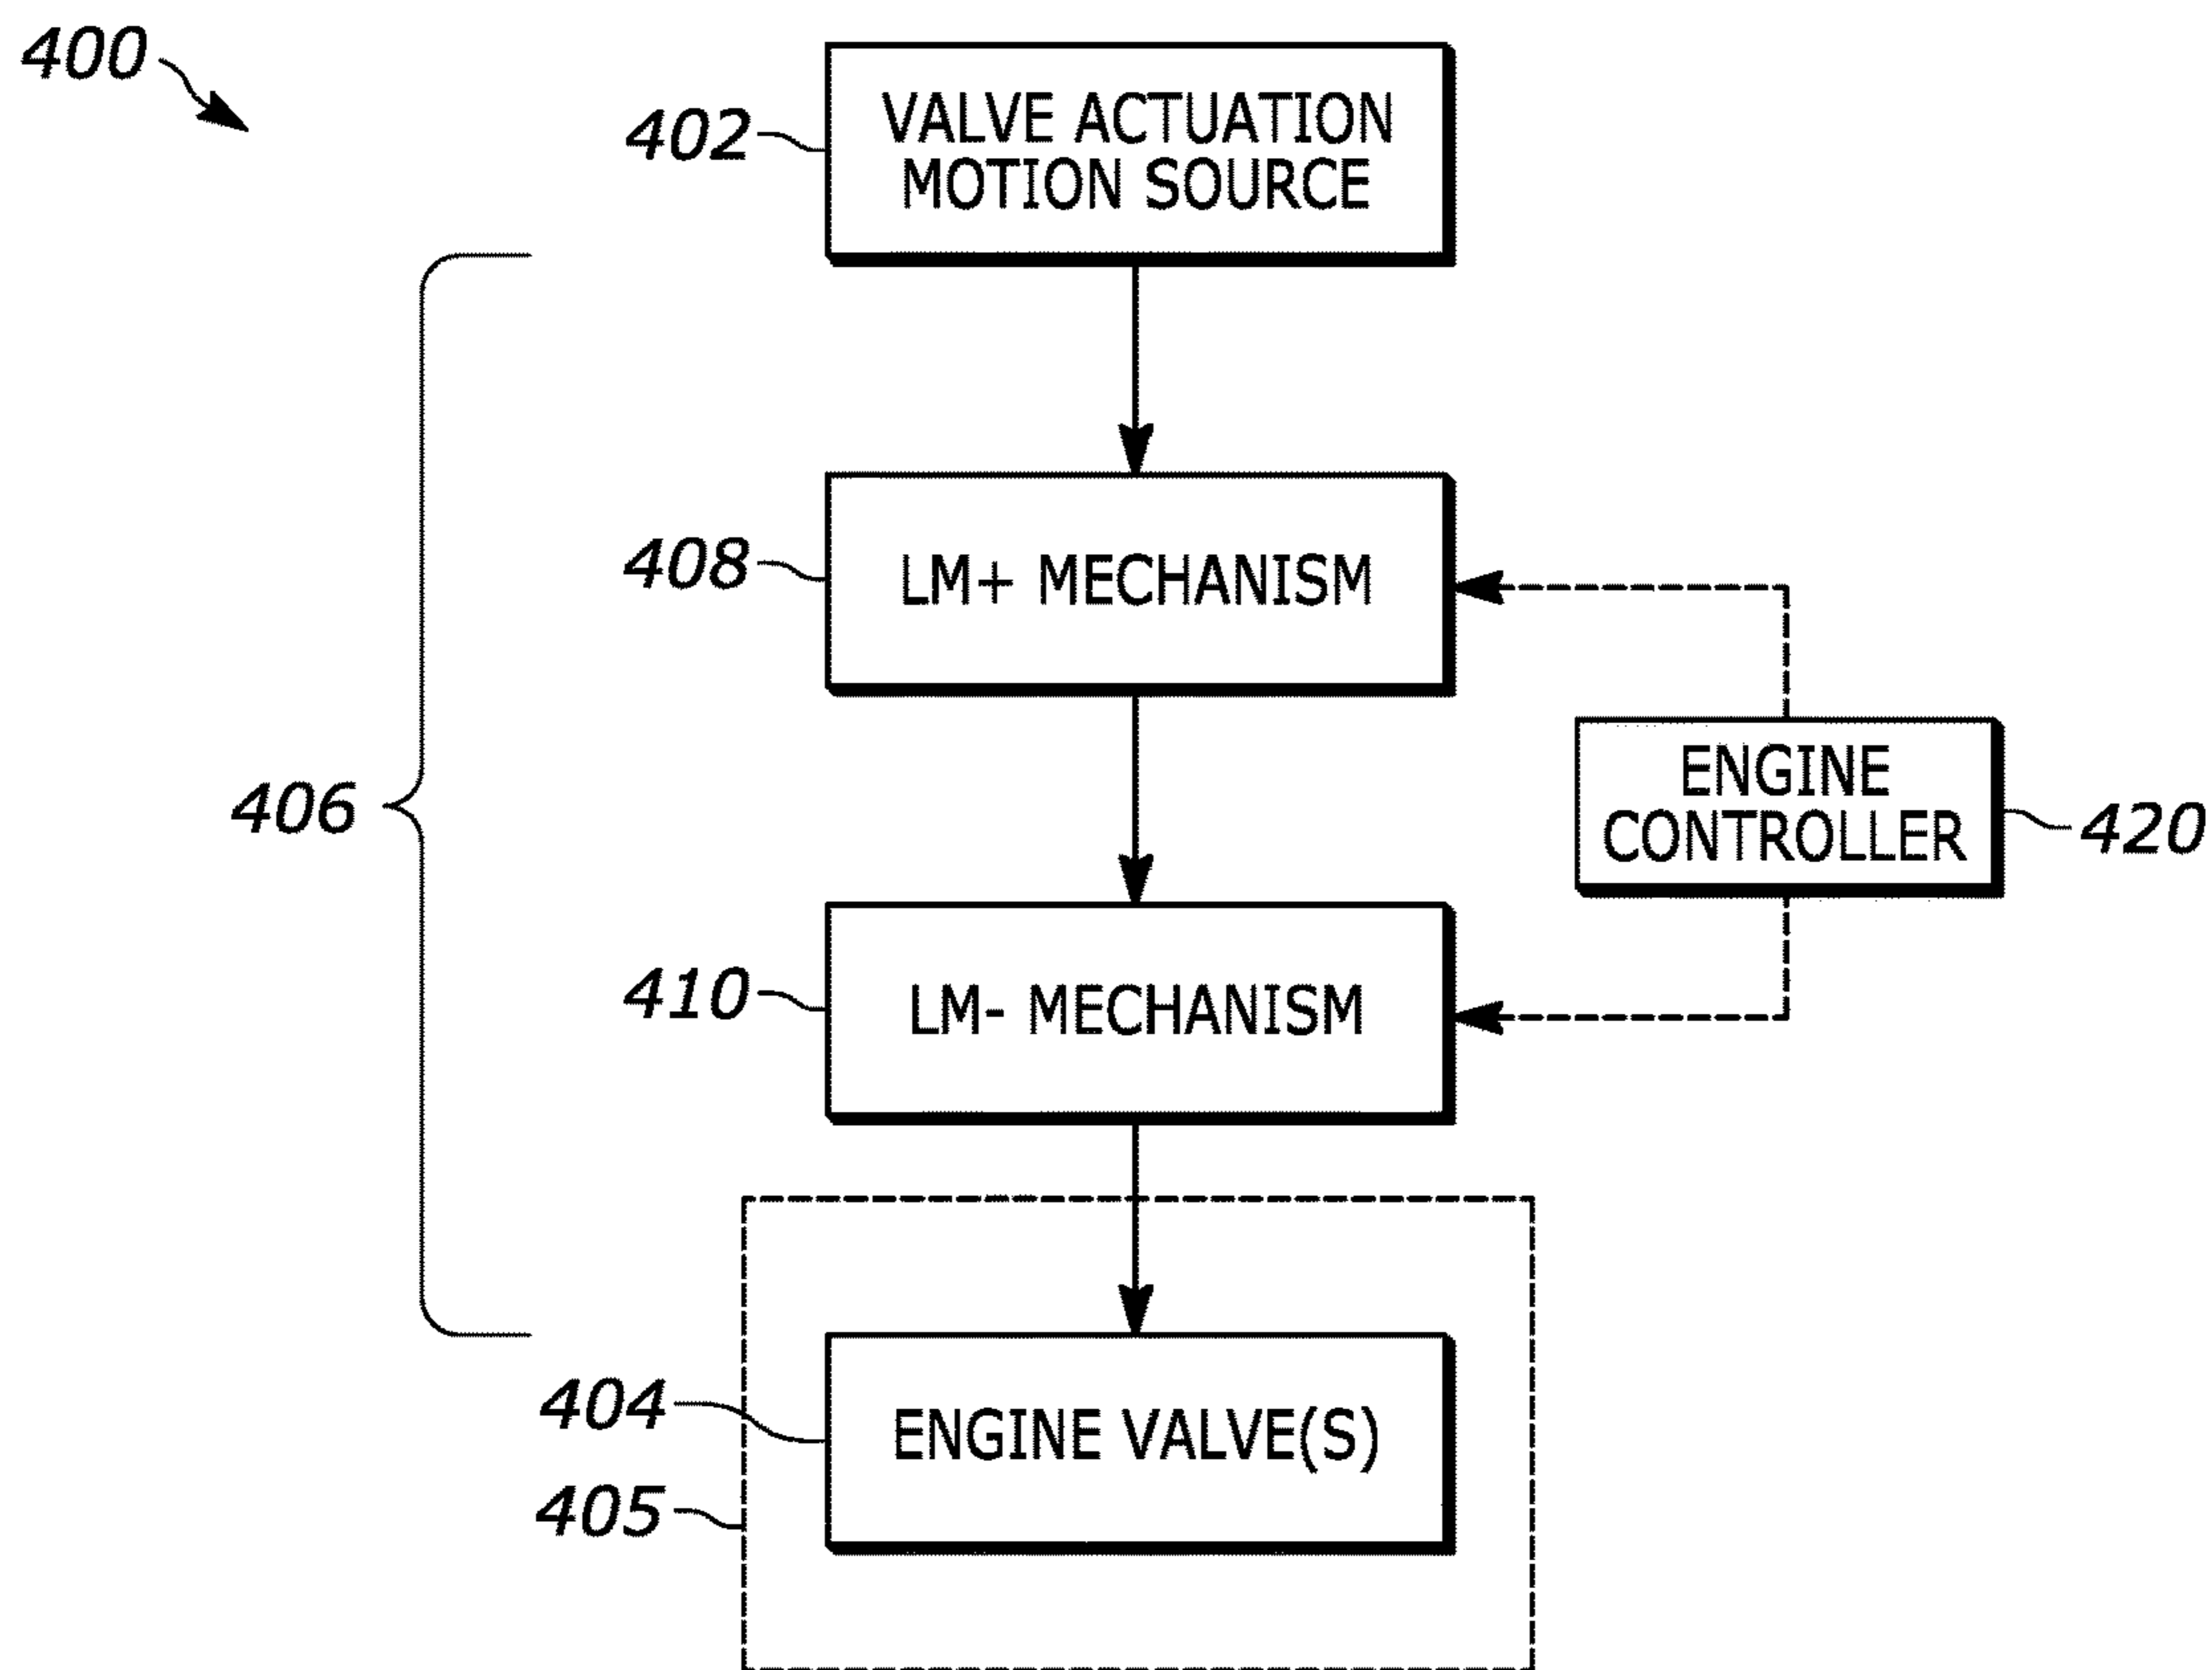 400
402
VALVE ACTUATION
MOTION SOURCE
408
LM+ MECHANISM
406
ENGINE
CONTROLLER
420
410
LM- MECHANISM
404
ENGINE VALVE(S)
405